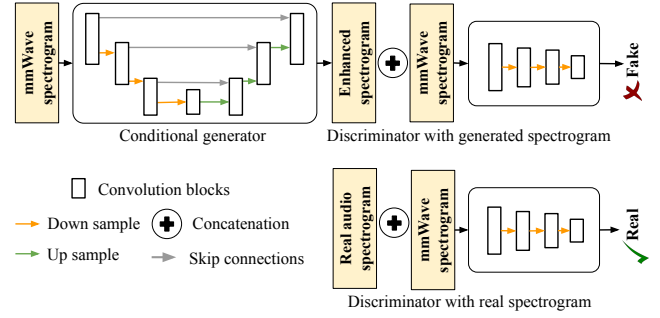 mmWave
spectrogram
Enhanced
spectrogram
mmWave
spectrogram
Fake
Conditional generator
Discriminator with generated spectrogram
Convolution blocks
Down sample
Concatenation
Up sample
Skip connections
Real audio
spectrogram
mmWave
spectrogram
Real
Discriminator with real spectrogram